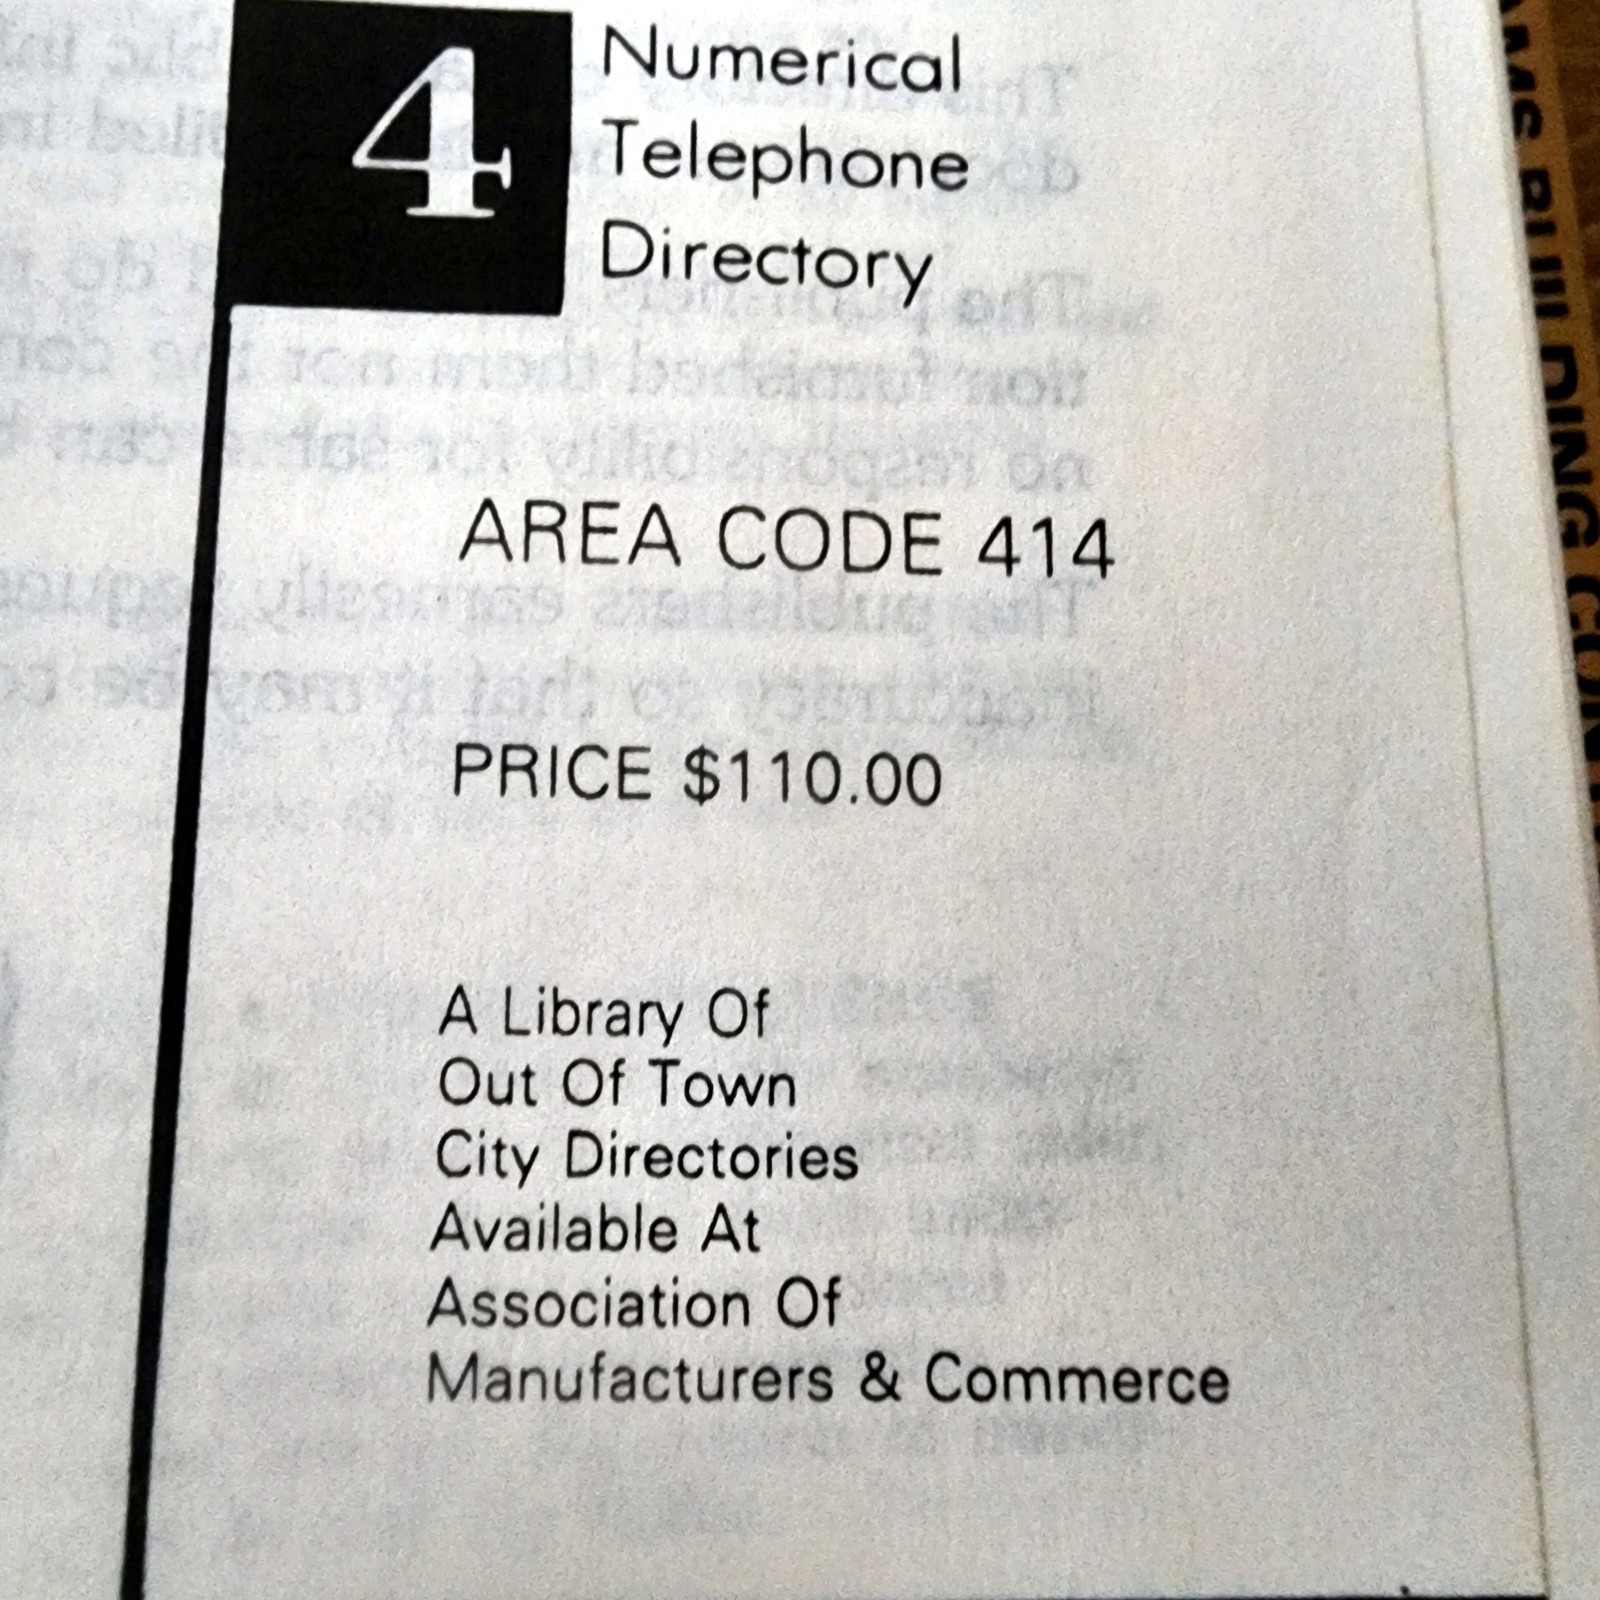 4
Numerical
Telephone
Directory
AREA CODE 414
PRICE $110.00
A Library Of
Out Of Town
City Directories
Available At
Association Of
Manufacturers & Commerce